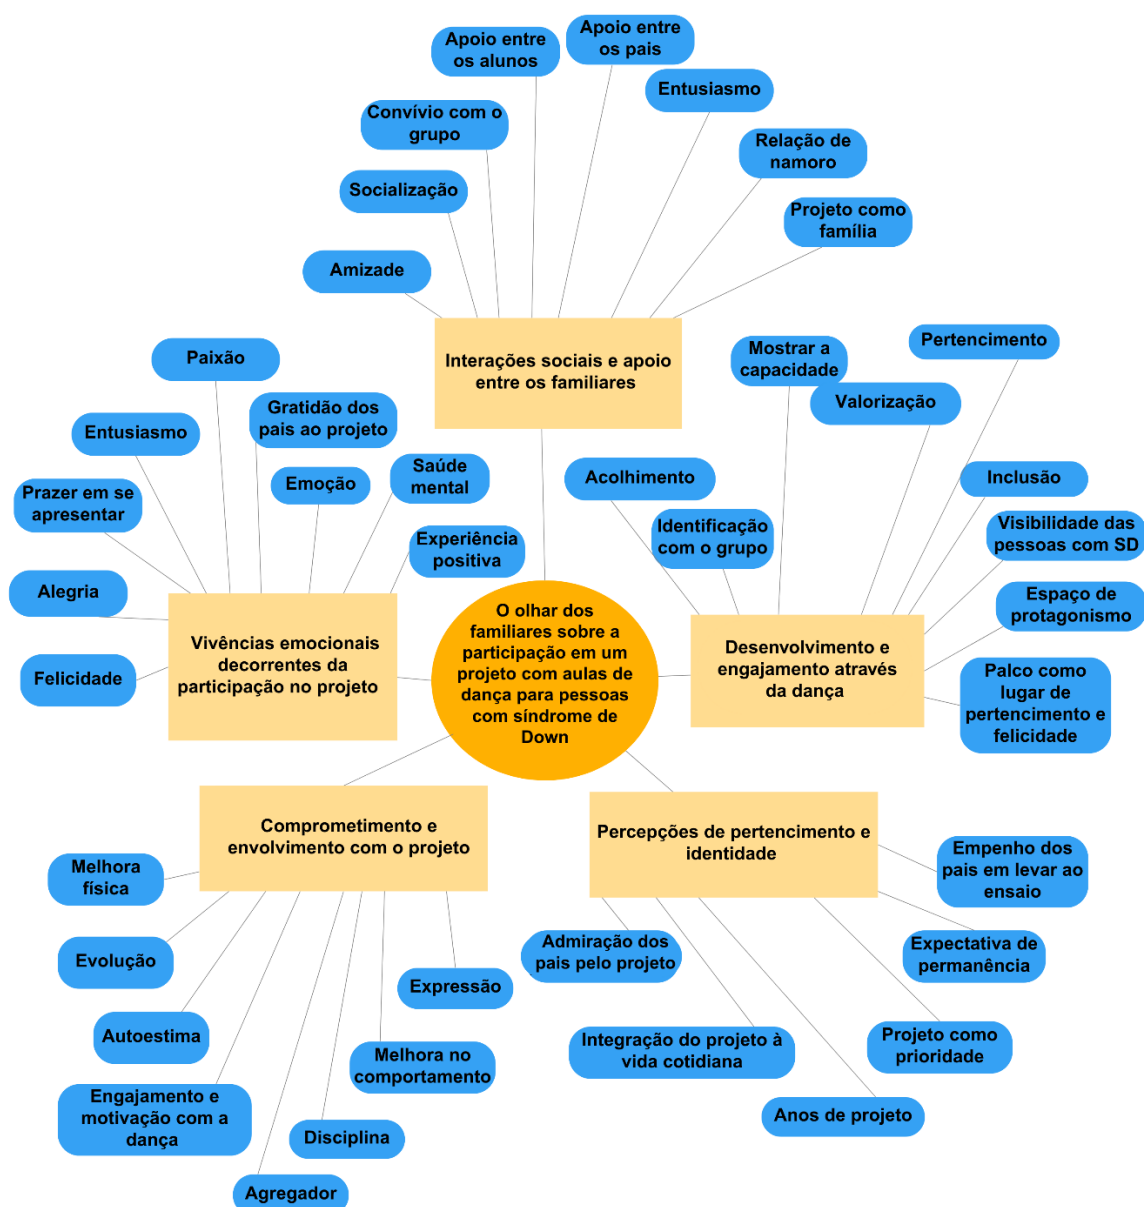 Apoio entre
os alunos
Apoio entre
os pais
Entusiasmo
Convívio com o
grupo
Relação de
namoro
Socialização
Projeto como
família
Amizade
Interações sociais e apoio
entre os familiares
Paixão
Gratidão dos
pais ao projeto
Entusiasmo
Emoção
Saúde
mental
Prazer em se
apresentar
Experiência
positiva
Alegria
Felicidade
Vivências emocionais
decorrentes da
participação no projeto
Mostrar a
capacidade
Pertencimento
Valorização
Acolhimento
Inclusão
Identificação
com o grupo
Visibilidade das
pessoas com SD
Espaço de
protagonismo
Palco como
lugar de
pertencimento e
felicidade
Desenvolvimento e
engajamento através
da dança
O olhar dos
familiares sobre a
participação em um
projeto com aulas de
dança para pessoas
com síndrome de
Down
Comprometimento e
envolvimento com o projeto
Melhora
física
Evolução
Autoestima
Engajamento e
motivação com a
dança
Agregador
Disciplina
Melhora no
comportamento
Expressão
Percepções de pertencimento e
identidade
Empenho dos
pais em levar ao
ensaio
Admiração dos
pais pelo projeto
Expectativa de
permanência
Integração do projeto à
vida cotidiana
Projeto como
prioridade
Anos de projeto